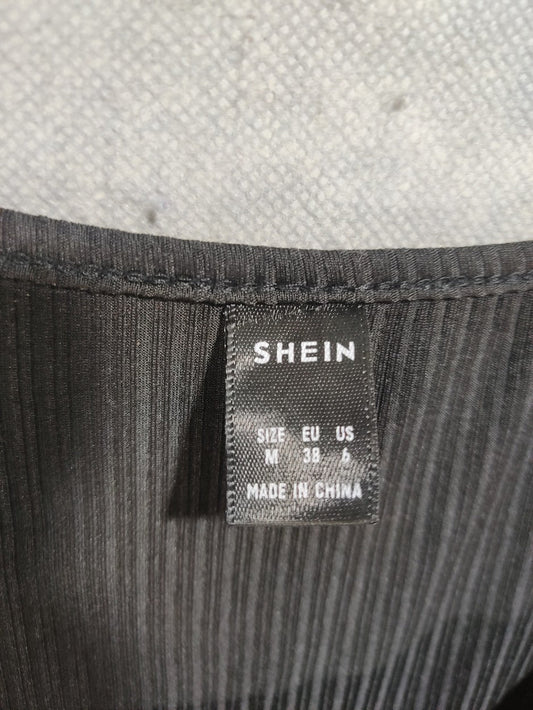 SHEIN
SIZE EU US
M 38 6
MADE IN CHINA